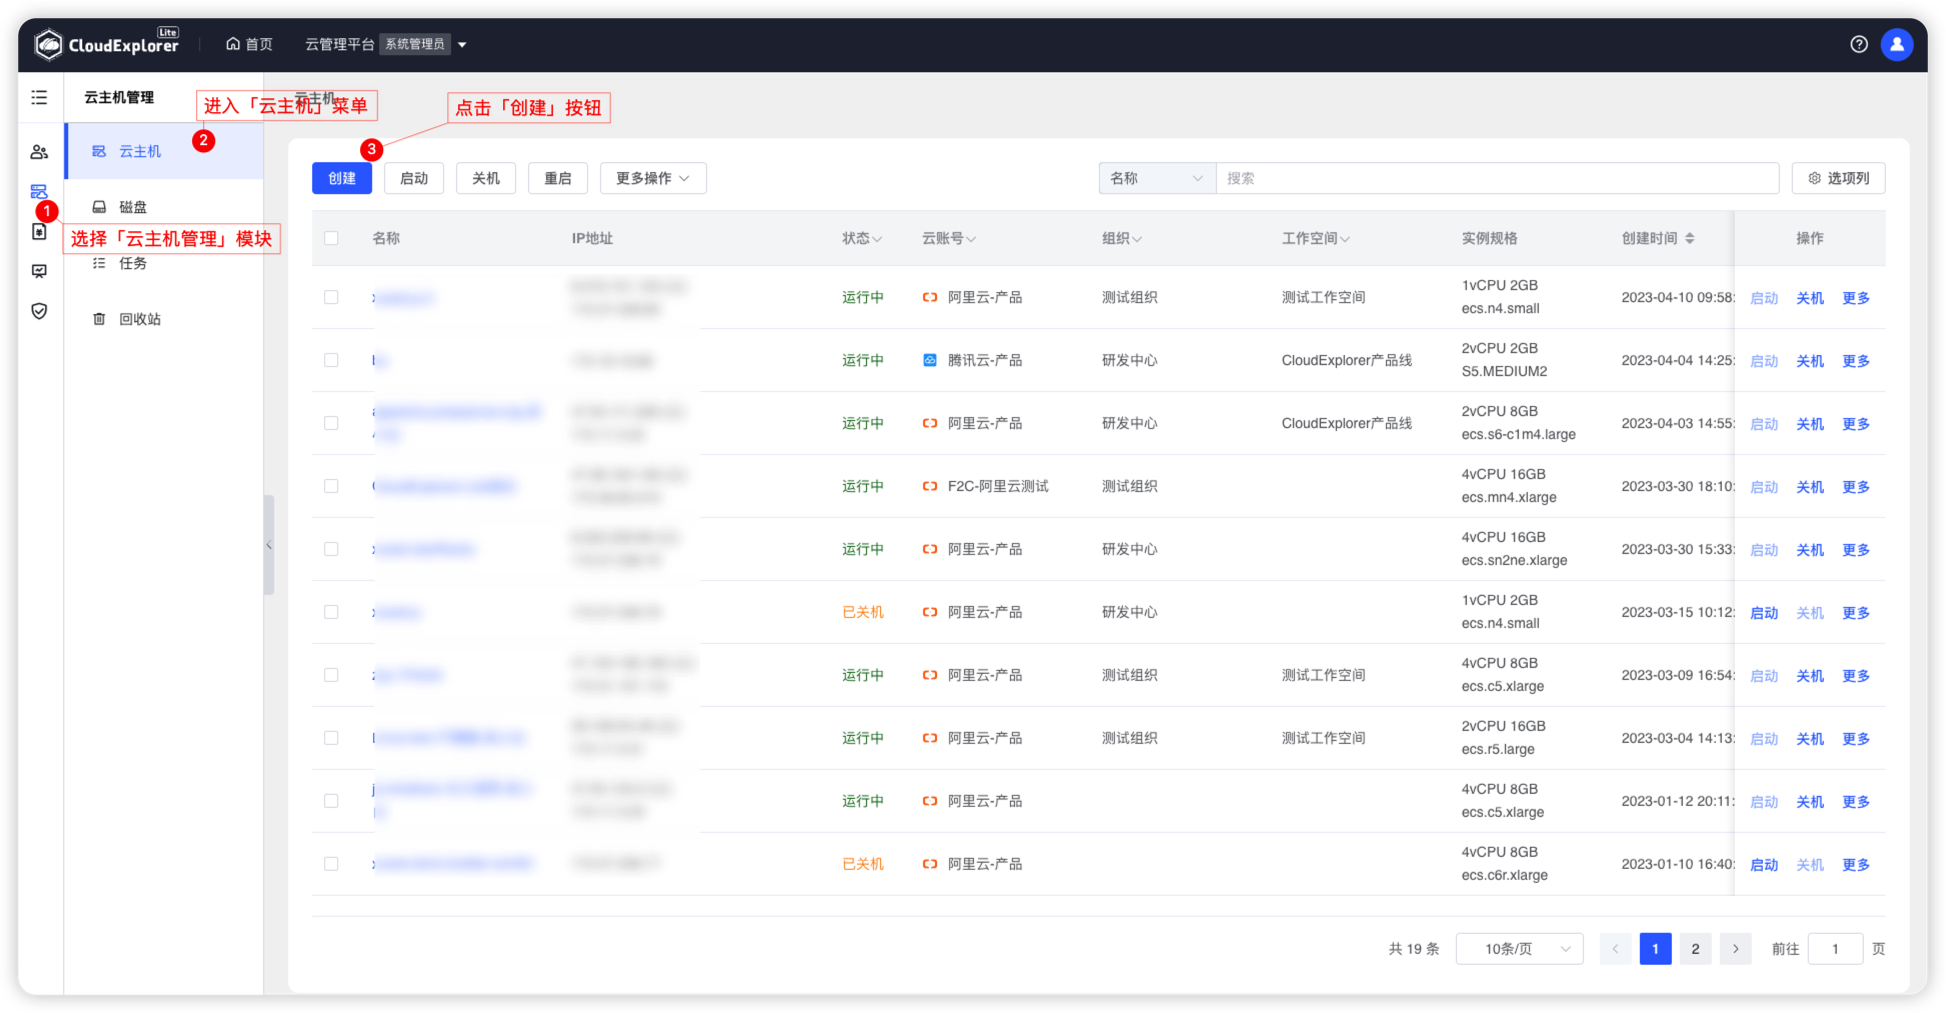 CloudExplorer Lite
首页
云管理平台 系统管理员
云主机管理
云主机
磁盘
任务
回收站
1
选择「云主机管理」模块
2
进入「云主机」菜单
3
点击「创建」按钮
云主机
创建 启动 关机 重启 更多操作
名称 搜索 选项列
名称 IP地址 状态 云账号 组织 工作空间 实例规格 创建时间 操作
运行中 阿里云-产品 测试组织 测试工作空间 1vCPU 2GB ecs.n4.small 2023-04-10 09:58: 启动 关机 更多
运行中 腾讯云-产品 研发中心 CloudExplorer产品线 2vCPU 2GB S5.MEDIUM2 2023-04-04 14:25: 启动 关机 更多
运行中 阿里云-产品 研发中心 CloudExplorer产品线 2vCPU 8GB ecs.s6-c1m4.large 2023-04-03 14:55: 启动 关机 更多
运行中 F2C-阿里云测试 测试组织 4vCPU 16GB ecs.mn4.xlarge 2023-03-30 18:10: 启动 关机 更多
运行中 阿里云-产品 研发中心 4vCPU 16GB ecs.sn2ne.xlarge 2023-03-30 15:33: 启动 关机 更多
已关机 阿里云-产品 研发中心 1vCPU 2GB ecs.n4.small 2023-03-15 10:12: 启动 关机 更多
运行中 阿里云-产品 测试组织 测试工作空间 4vCPU 8GB ecs.c5.xlarge 2023-03-09 16:54: 启动 关机 更多
运行中 阿里云-产品 测试组织 测试工作空间 2vCPU 16GB ecs.r5.large 2023-03-04 14:13: 启动 关机 更多
运行中 阿里云-产品 4vCPU 8GB ecs.c5.xlarge 2023-01-12 20:11: 启动 关机 更多
已关机 阿里云-产品 4vCPU 8GB ecs.c6r.xlarge 2023-01-10 16:40: 启动 关机 更多
共 19 条 10条/页 1 2 前往 1 页